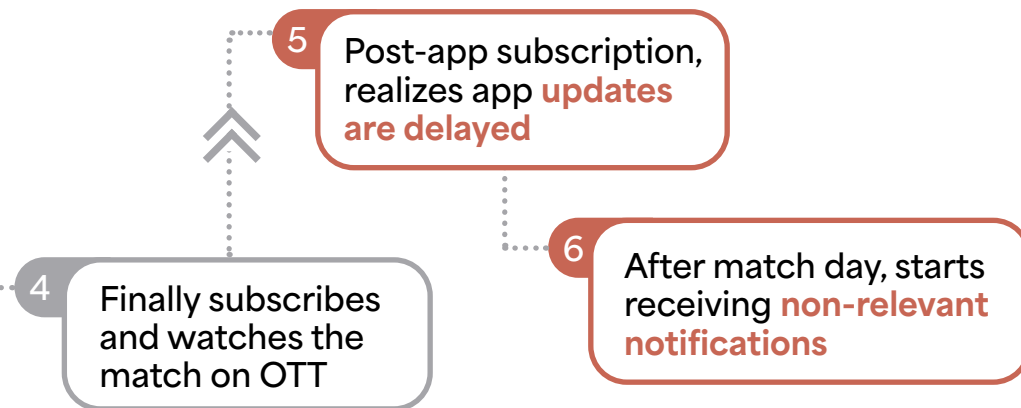 5
Post-app subscription,
realizes app updates
are delayed
6
After match day, starts
receiving non-relevant
notifications
4
Finally subscribes
and watches the
match on OTT